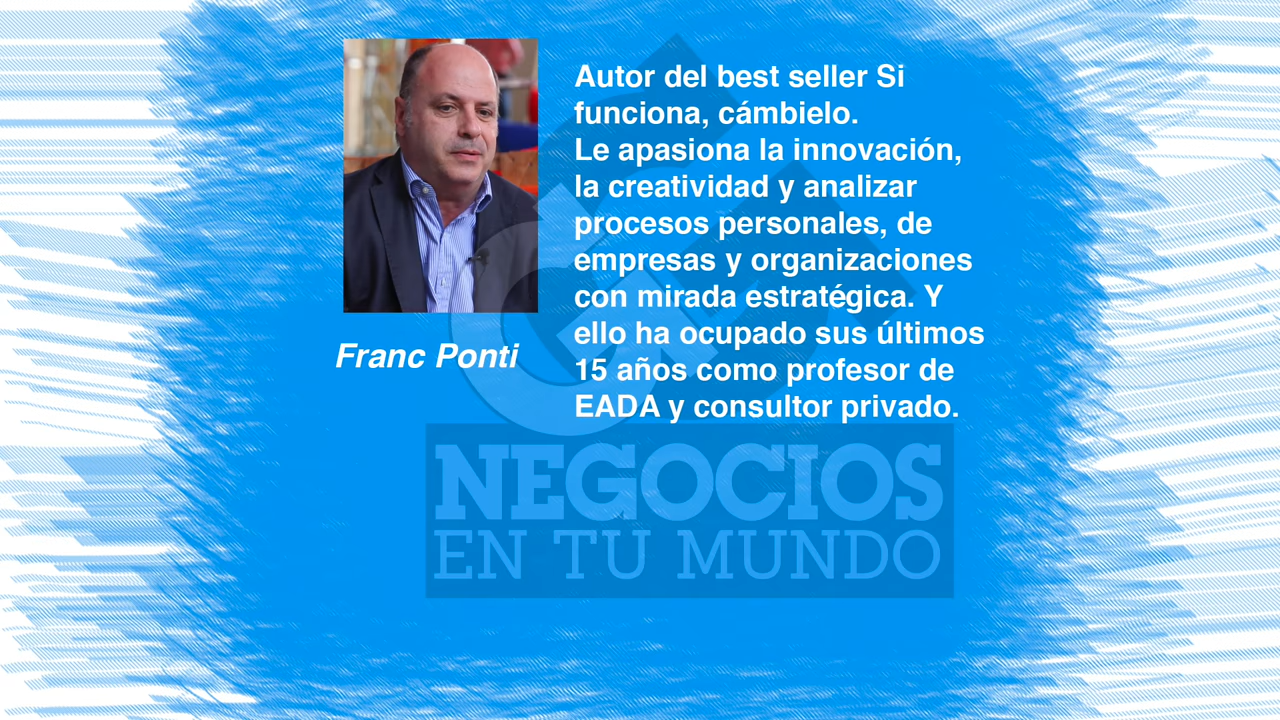 Autor del best seller Si
funciona, cámbielo.
Le apasiona la innovación,
la creatividad y analizar
procesos personales, de
empresas y organizaciones
con mirada estratégica. Y
ello ha ocupado sus últimos
15 años como profesor de
EADA y consultor privado.
Franc Ponti
NEGOCIOS
EN TU MUNDO